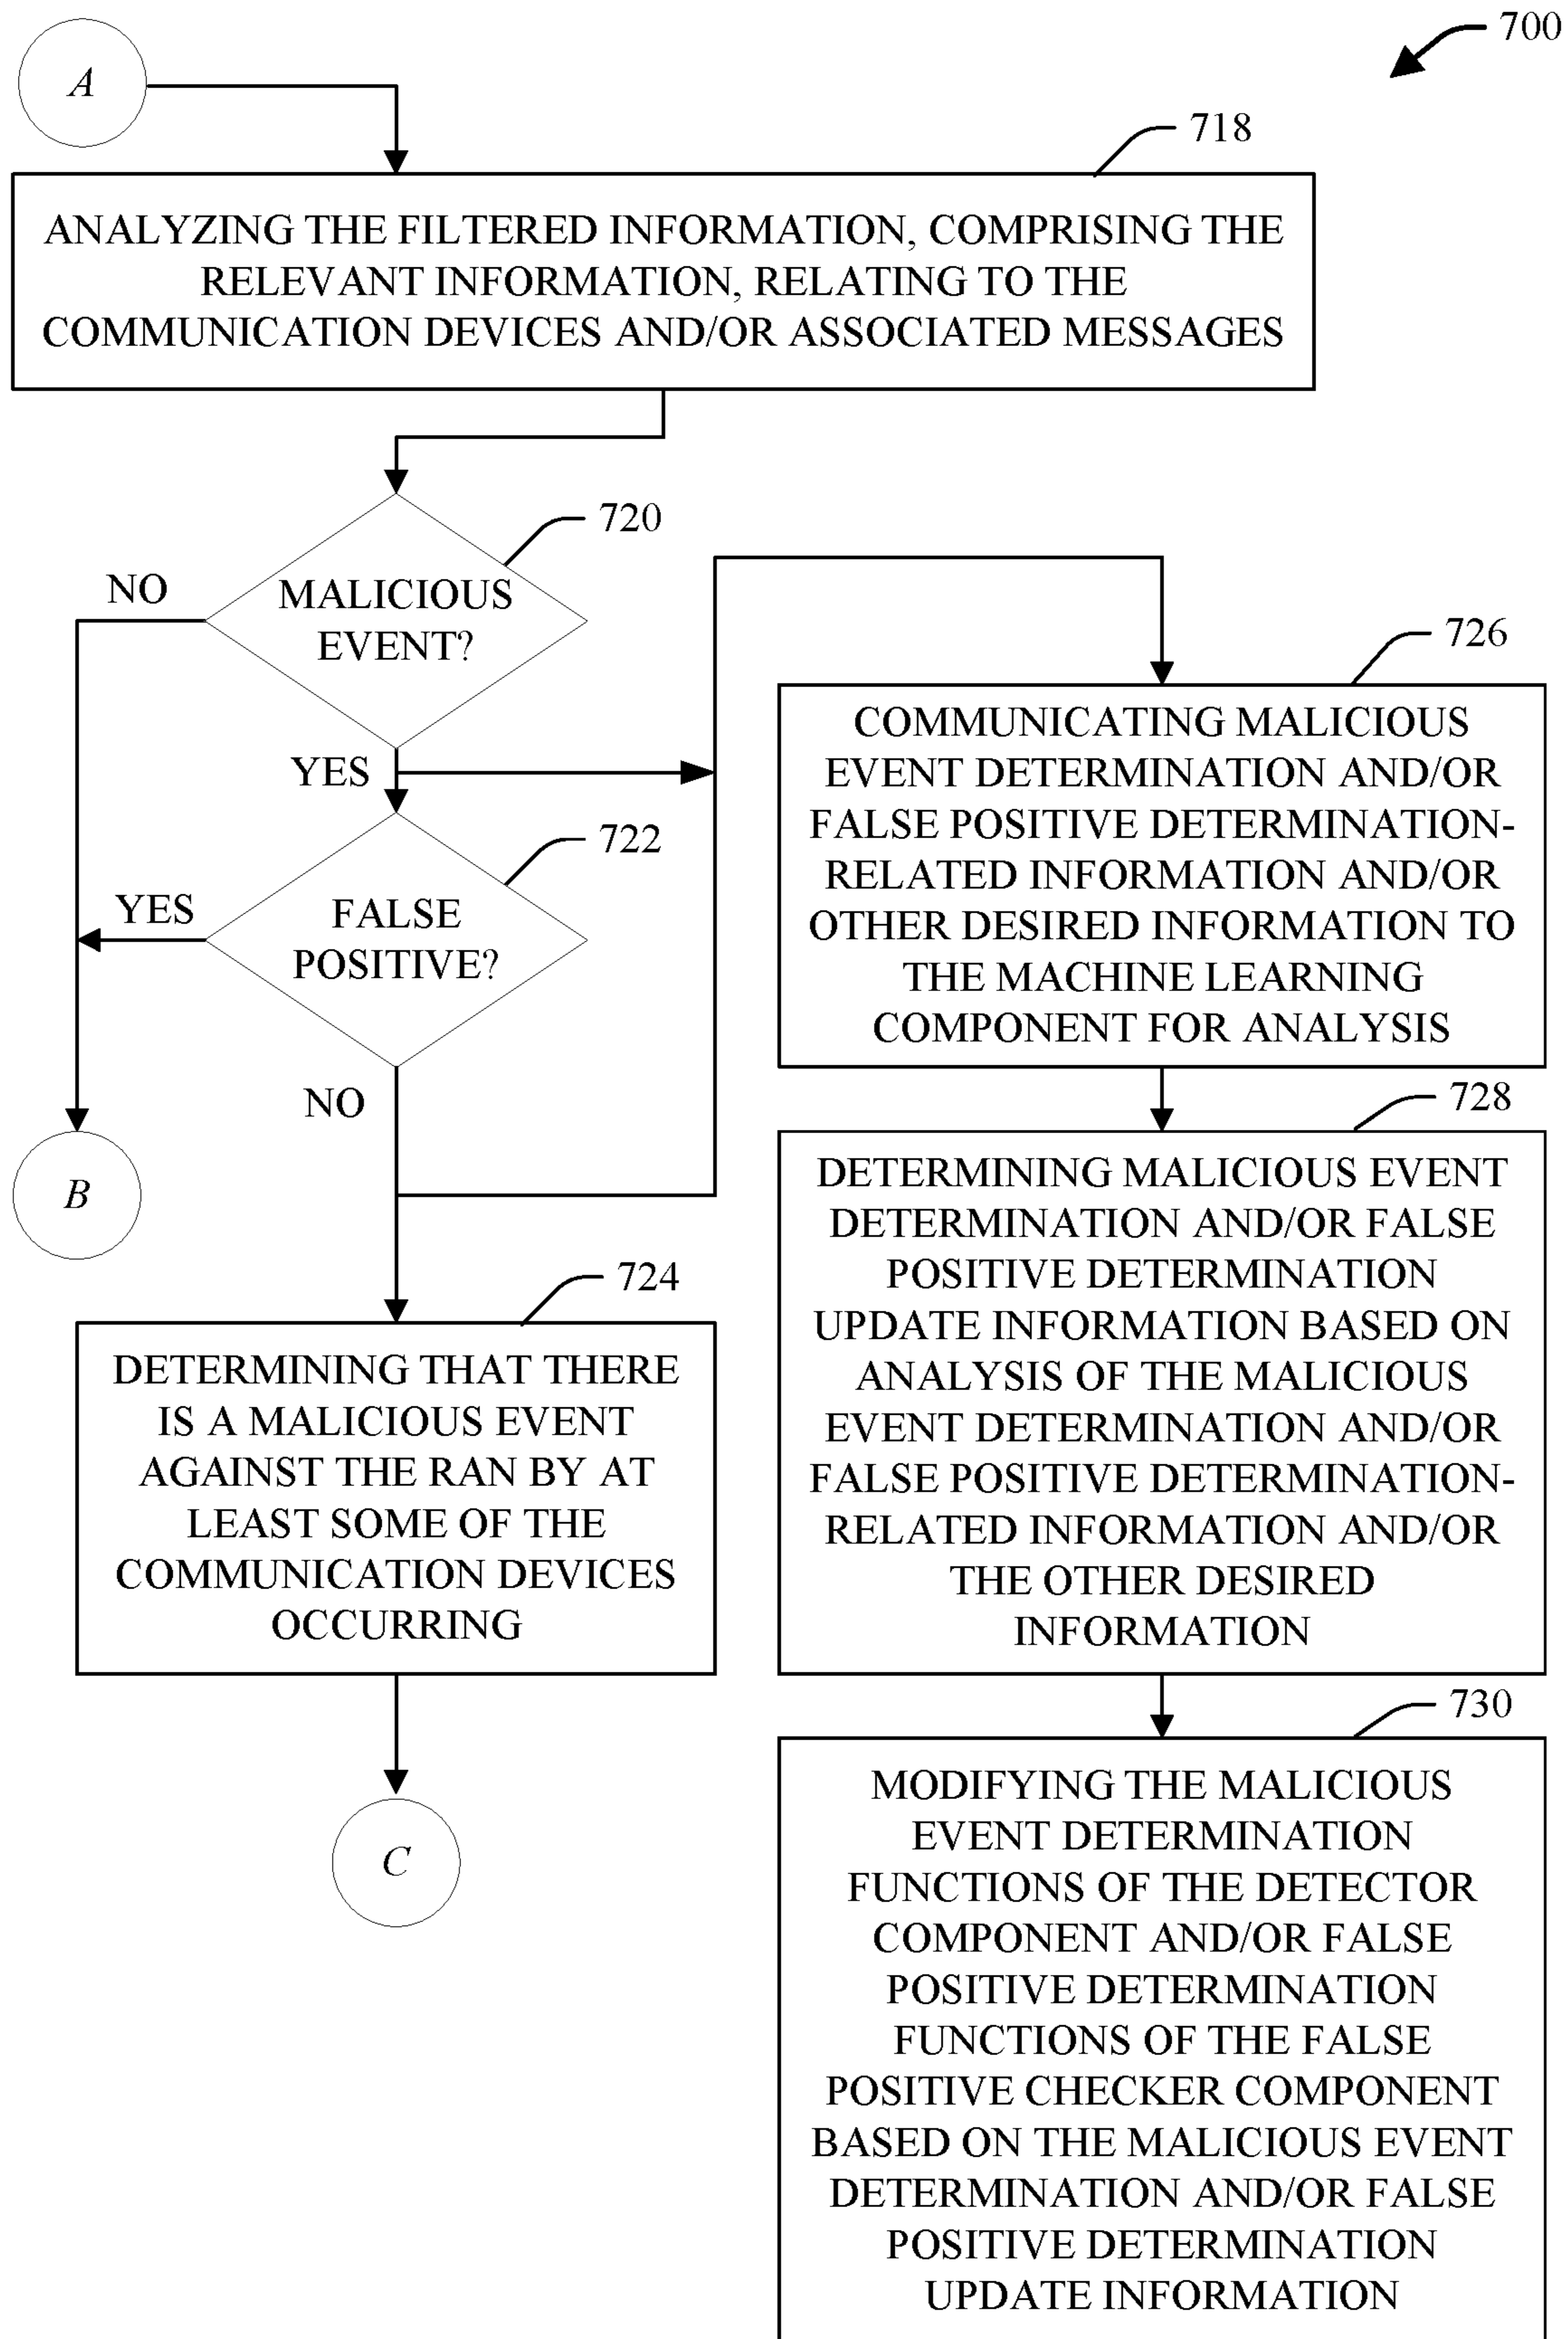 700
A
718
ANALYZING THE FILTERED INFORMATION, COMPRISING THE
RELEVANT INFORMATION, RELATING TO THE
COMMUNICATION DEVICES AND/OR ASSOCIATED MESSAGES
720
NO
MALICIOUS
EVENT?
YES
722
YES
FALSE
POSITIVE?
NO
B
724
DETERMINING THAT THERE
IS A MALICIOUS EVENT
AGAINST THE RAN BY AT
LEAST SOME OF THE
COMMUNICATION DEVICES
OCCURRING
C
726
COMMUNICATING MALICIOUS
EVENT DETERMINATION AND/OR
FALSE POSITIVE DETERMINATION-
RELATED INFORMATION AND/OR
OTHER DESIRED INFORMATION TO
THE MACHINE LEARNING
COMPONENT FOR ANALYSIS
728
DETERMINING MALICIOUS EVENT
DETERMINATION AND/OR FALSE
POSITIVE DETERMINATION
UPDATE INFORMATION BASED ON
ANALYSIS OF THE MALICIOUS
EVENT DETERMINATION AND/OR
FALSE POSITIVE DETERMINATION-
RELATED INFORMATION AND/OR
THE OTHER DESIRED
INFORMATION
730
MODIFYING THE MALICIOUS
EVENT DETERMINATION
FUNCTIONS OF THE DETECTOR
COMPONENT AND/OR FALSE
POSITIVE DETERMINATION
FUNCTIONS OF THE FALSE
POSITIVE CHECKER COMPONENT
BASED ON THE MALICIOUS EVENT
DETERMINATION AND/OR FALSE
POSITIVE DETERMINATION
UPDATE INFORMATION